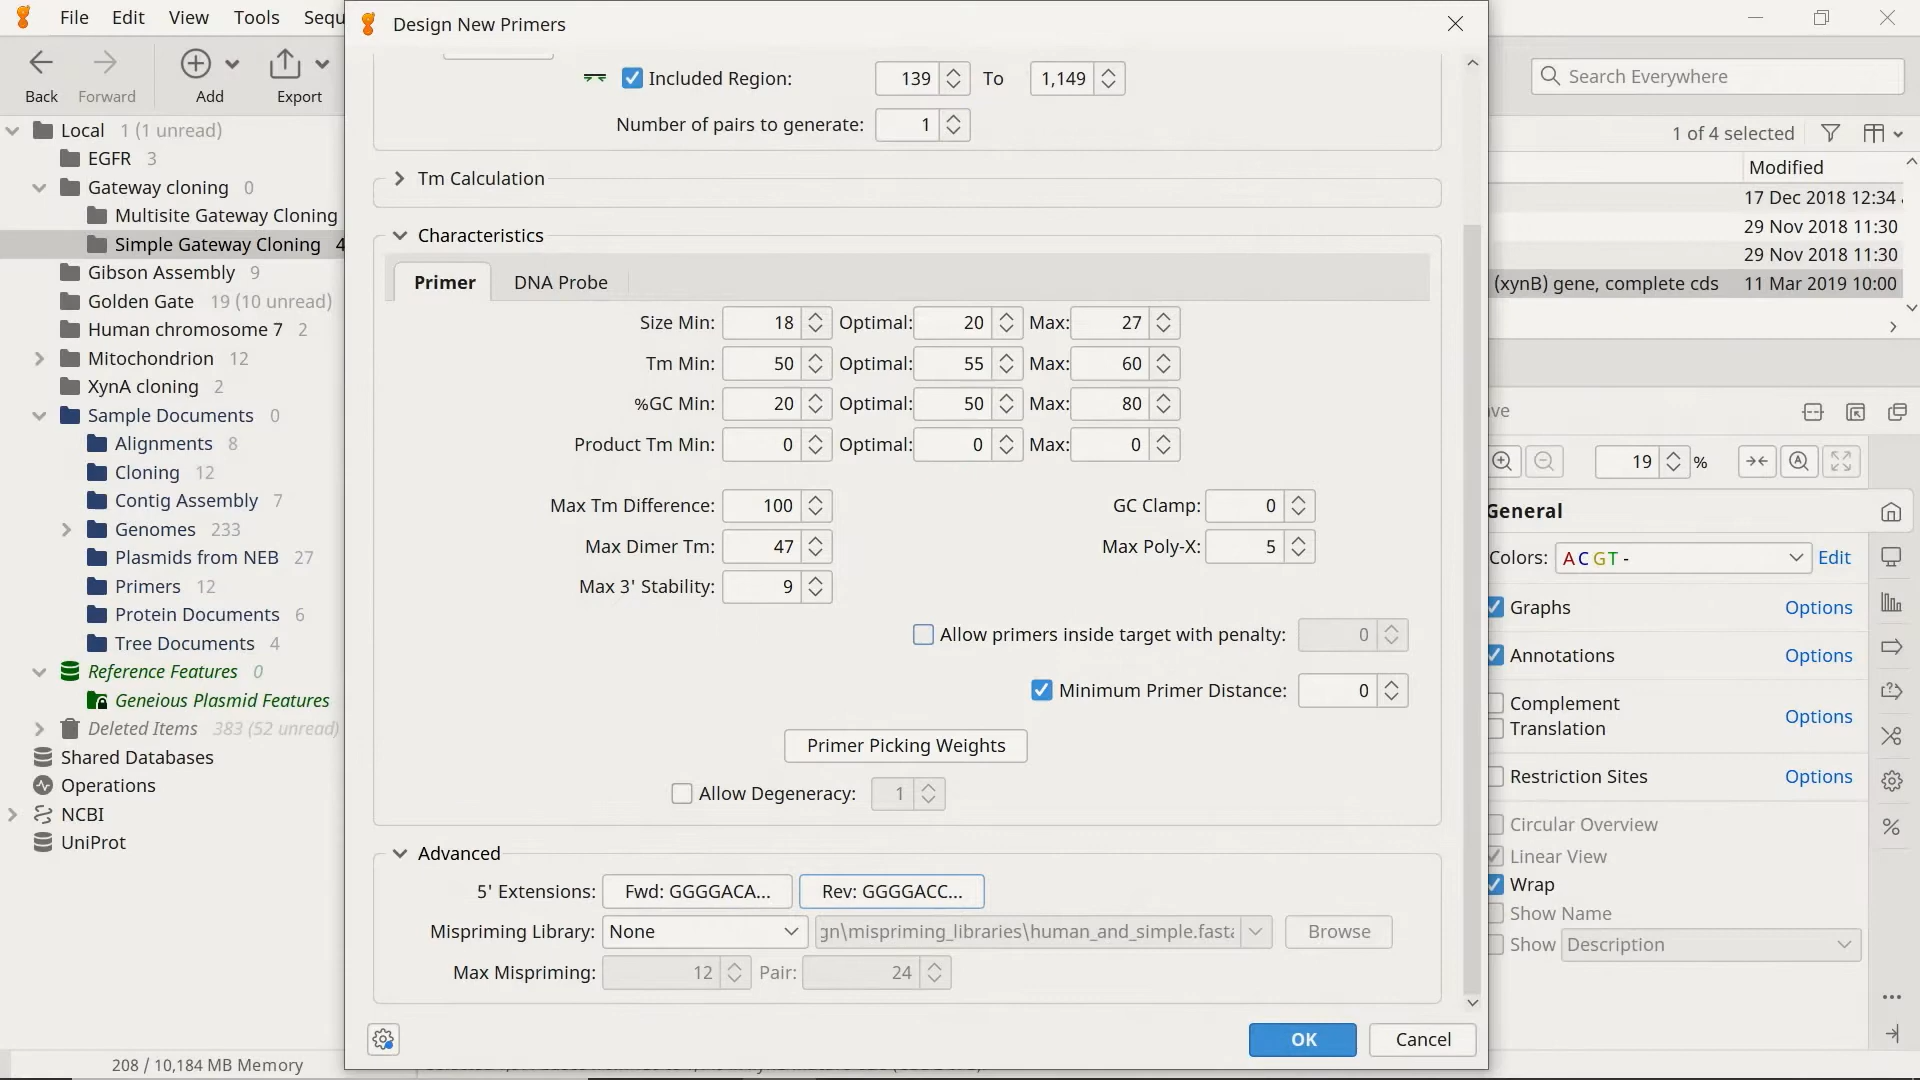 File Edit View Tools Sequ
Back Forward Add Export
Local 1 (1 unread)
EGFR 3
Gateway cloning 0
Multisite Gateway Cloning
Simple Gateway Cloning 4
Gibson Assembly 9
Golden Gate 19 (10 unread)
Human chromosome 7 2
Mitochondrion 12
XynA cloning 2
Sample Documents 0
Alignments 8
Cloning 12
Contig Assembly 7
Genomes 233
Plasmids from NEB 27
Primers 12
Protein Documents 6
Tree Documents 4
Reference Features 0
Geneious Plasmid Features
Deleted Items 383 (52 unread)
Shared Databases
Operations
NCBI
UniProt
208 / 10,184 MB Memory
Design New Primers
Included Region: 139 To 1,149
Number of pairs to generate: 1
Tm Calculation
Characteristics
Primer DNA Probe
Size Min: 18 Optimal: 20 Max: 27
Tm Min: 50 Optimal: 55 Max: 60
%GC Min: 20 Optimal: 50 Max: 80
Product Tm Min: 0 Optimal: 0 Max: 0
Max Tm Difference: 100 GC Clamp: 0
Max Dimer Tm: 47 Max Poly-X: 5
Max 3' Stability: 9
Allow primers inside target with penalty: 0
Minimum Primer Distance: 0
Primer Picking Weights
Allow Degeneracy: 1
Advanced
5' Extensions: Fwd: GGGGACA... Rev: GGGGACC...
Mispriming Library: None gn\mispriming_libraries\human_and_simple.fasta Browse
Max Mispriming: 12 Pair: 24
OK Cancel
Search Everywhere
1 of 4 selected
Modified
17 Dec 2018 12:34
29 Nov 2018 11:30
29 Nov 2018 11:30
(xynB) gene, complete cds 11 Mar 2019 10:00
ave
19 %
General
Colors: A C G T - Edit
Graphs Options
Annotations Options
Complement
Translation Options
Restriction Sites Options
Circular Overview
Linear View
Wrap
Show Name
Show Description